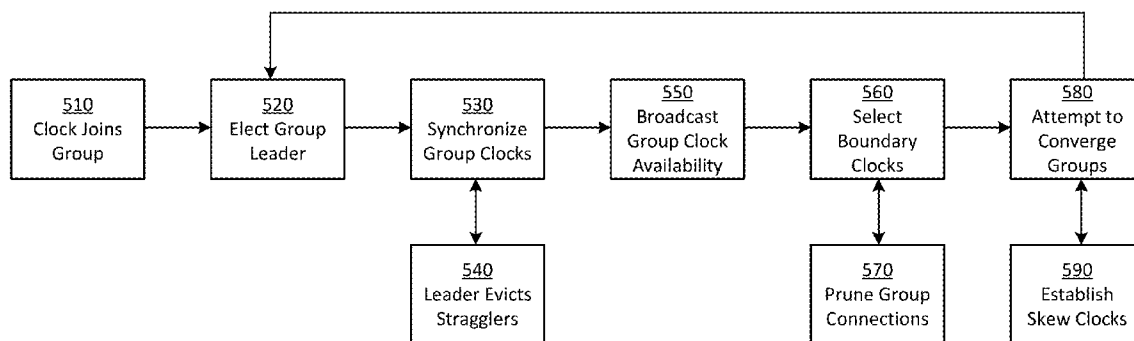 510
Clock Joins
Group
520
Elect Group
Leader
530
Synchronize
Group Clocks
550
Broadcast
Group Clock
Availability
560
Select
Boundary
Clocks
580
Attempt to
Converge
Groups
540
Leader Evicts
Stragglers
570
Prune Group
Connections
590
Establish
Skew Clocks